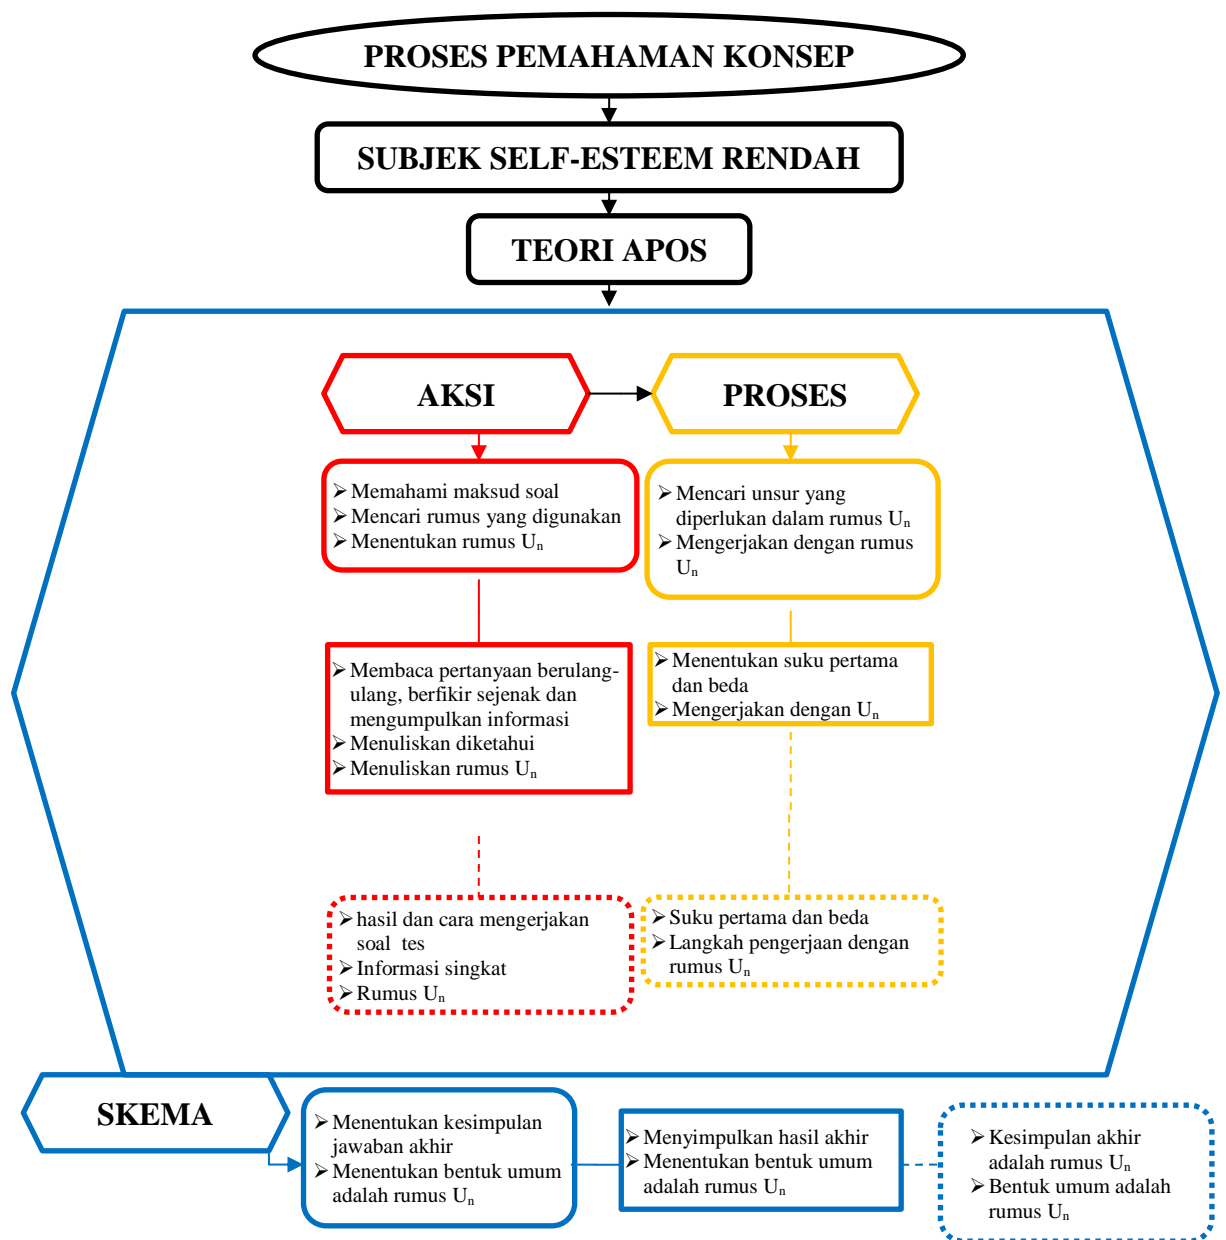 PROSES PEMAHAMAN KONSEP
SUBJEK SELF-ESTEEM RENDAH
TEORI APOS
AKSI
➢ Memahami maksud soal
➢ Mencari rumus yang digunakan
➢ Menentukan rumus Uₙ
➢ Membaca pertanyaan berulang-
ulang, berfikir sejenak dan
mengumpulkan informasi
➢ Menuliskan diketahui
➢ Menuliskan rumus Uₙ
➢ hasil dan cara mengerjakan
soal tes
➢ Informasi singkat
➢ Rumus Uₙ
PROSES
➢ Mencari unsur yang
diperlukan dalam rumus Uₙ
➢ Mengerjakan dengan rumus
Uₙ
➢ Menentukan suku pertama
dan beda
➢ Mengerjakan dengan Uₙ
➢ Suku pertama dan beda
➢ Langkah pengerjaan dengan
rumus Uₙ
SKEMA
➢ Menentukan kesimpulan
jawaban akhir
➢ Menentukan bentuk umum
adalah rumus Uₙ
➢ Menyimpulkan hasil akhir
➢ Menentukan bentuk umum
adalah rumus Uₙ
➢ Kesimpulan akhir
adalah rumus Uₙ
➢ Bentuk umum adalah
rumus Uₙ